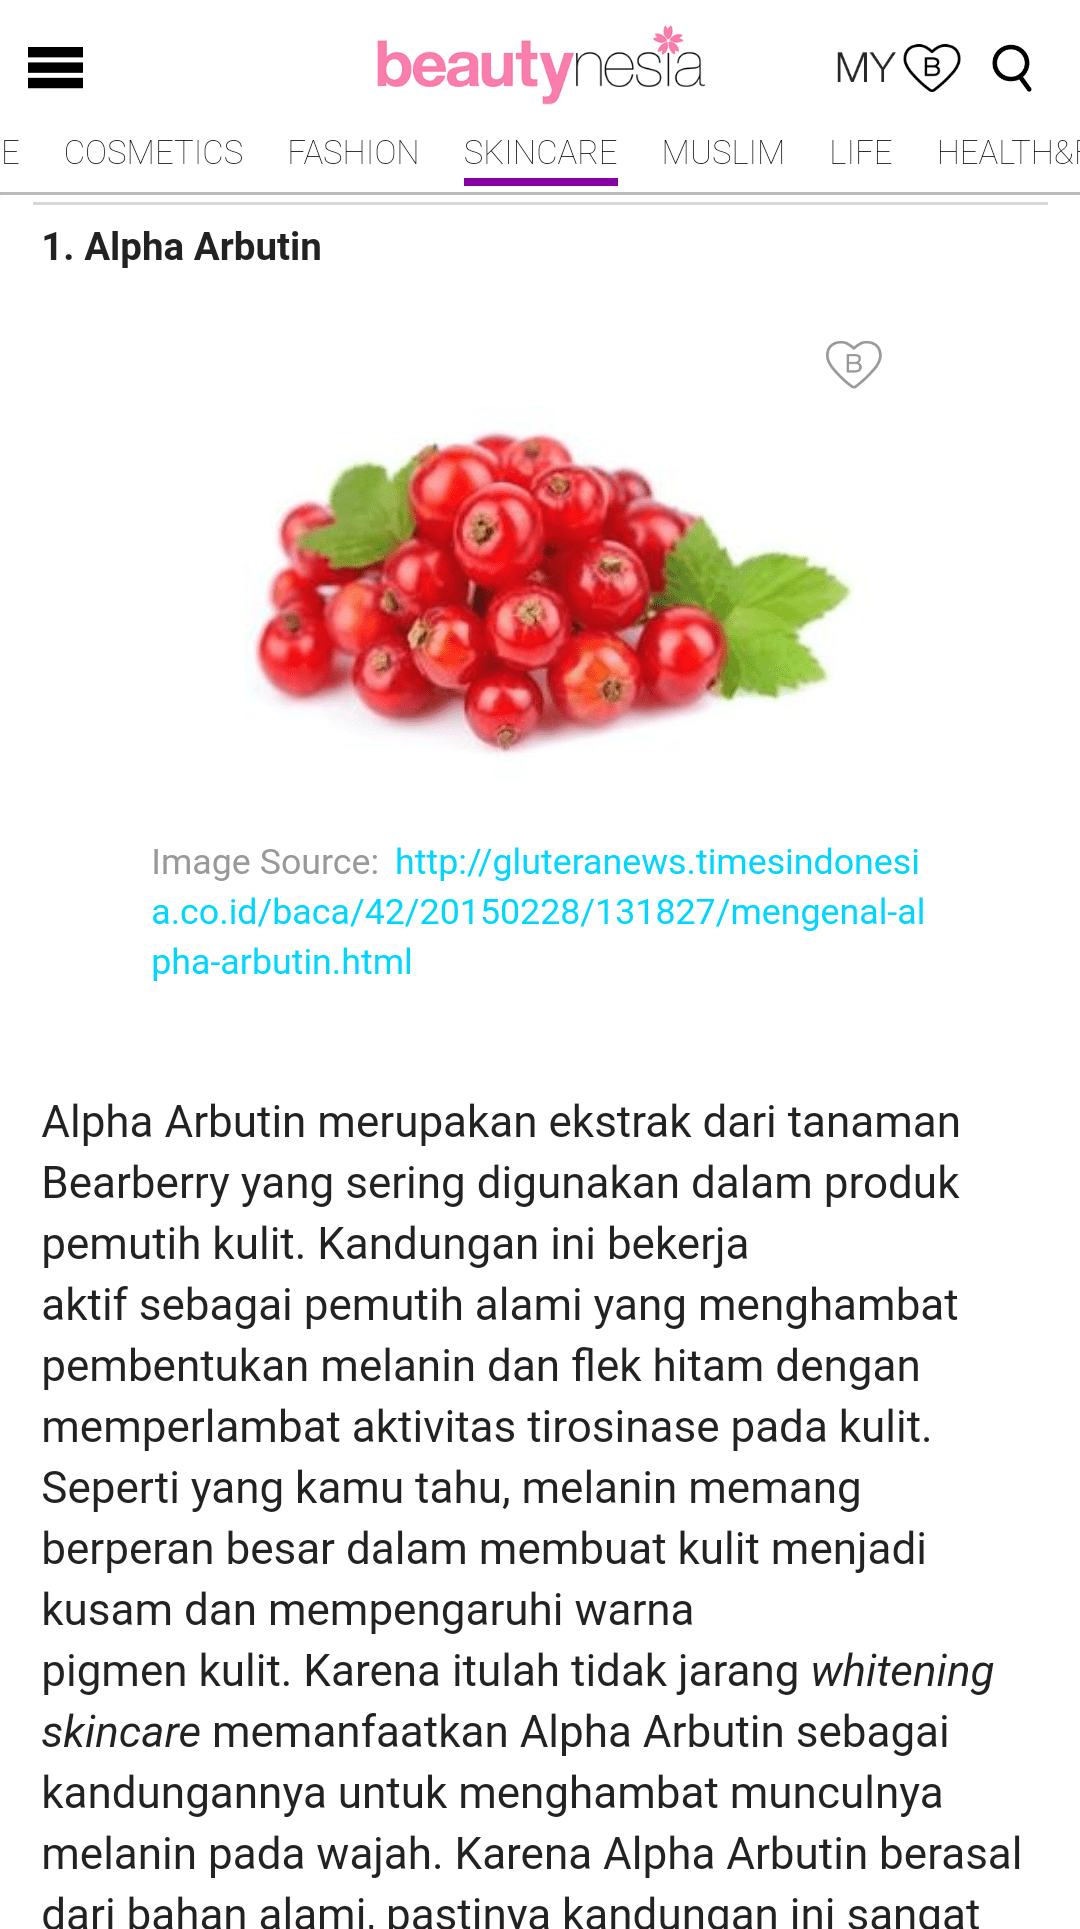 beautynesia
MY B
E COSMETICS FASHION SKINCARE MUSLIM LIFE HEALTH&
1. Alpha Arbutin
B
Image Source: http://gluteranews.timesindonesi
a.co.id/baca/42/20150228/131827/mengenal-al
pha-arbutin.html
Alpha Arbutin merupakan ekstrak dari tanaman
Bearberry yang sering digunakan dalam produk
pemutih kulit. Kandungan ini bekerja
aktif sebagai pemutih alami yang menghambat
pembentukan melanin dan flek hitam dengan
memperlambat aktivitas tirosinase pada kulit.
Seperti yang kamu tahu, melanin memang
berperan besar dalam membuat kulit menjadi
kusam dan mempengaruhi warna
pigmen kulit. Karena itulah tidak jarang whitening
skincare memanfaatkan Alpha Arbutin sebagai
kandungannya untuk menghambat munculnya
melanin pada wajah. Karena Alpha Arbutin berasal
dari bahan alami, pastinya kandungan ini sangat